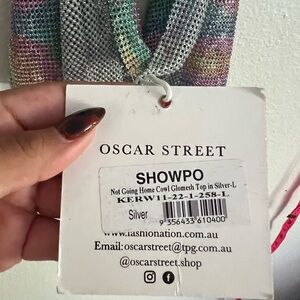 OSCAR STREET
SHOWPO
Not Going Home Cowl Glomesh Top in Silver-L
KERW11-22-1-258-L
Silver
9 356433 610400
www.fashionation.com.au
Email:oscarstreet@tpg.com.au
@oscarstreet.shop